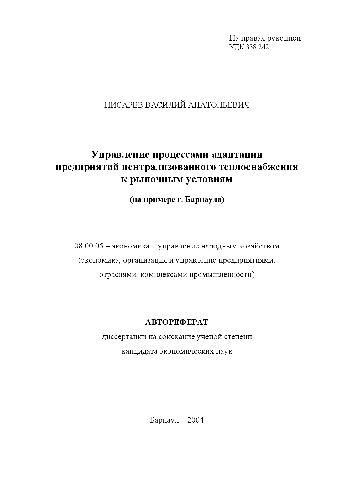 На правах рукописи
УДК 338.242
ПИСАРЕВ ВАСИЛИЙ АНАТОЛЬЕВИЧ
Управление процессами адаптации
предприятий централизованного теплоснабжения
к рыночным условиям
(на примере г. Барнаула)
08.00.05 – экономика и управление народным хозяйством
(экономика, организация и управление предприятиями,
отраслями, комплексами промышленности)
АВТОРЕФЕРАТ
диссертации на соискание ученой степени
кандидата экономических наук
Барнаул – 2004